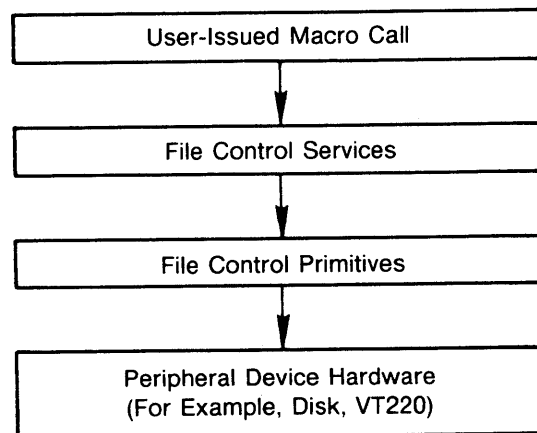 User-Issued Macro Call
File Control Services
File Control Primitives
Peripheral Device Hardware
(For Example, Disk, VT220)